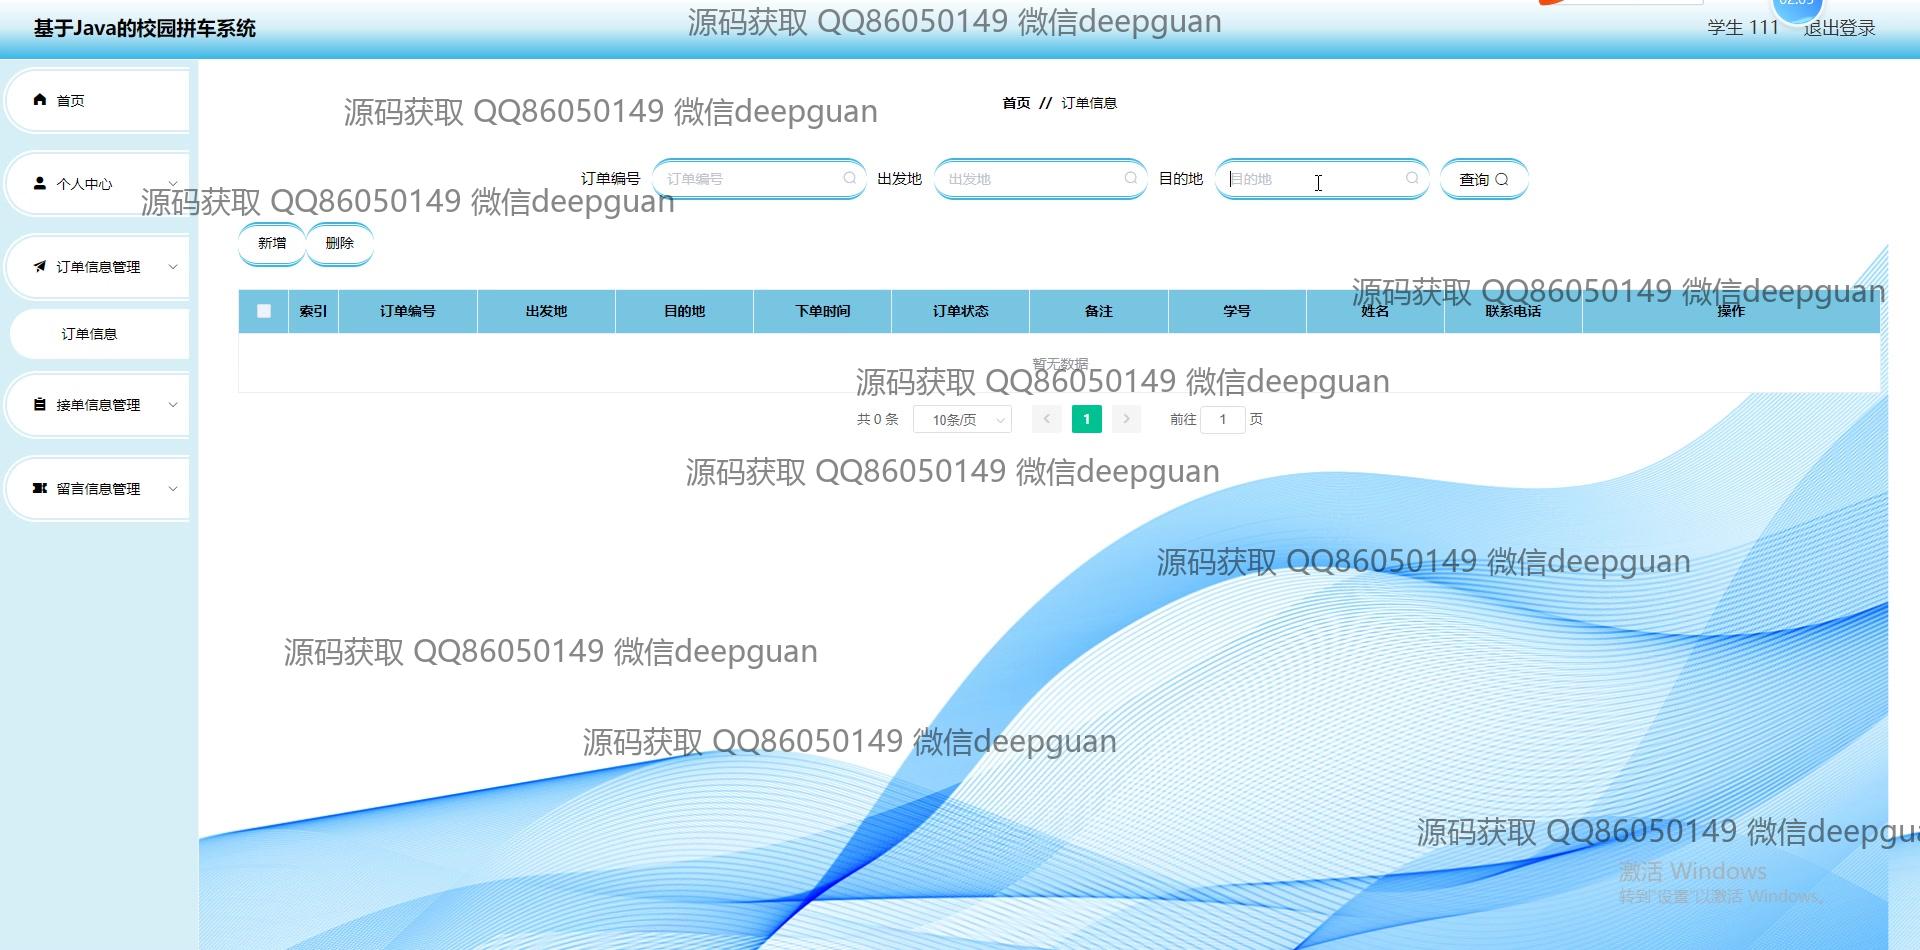 基于Java的校园拼车系统
源码获取 QQ86050149 微信deepguan
02:05
学生 111
退出登录
首页
个人中心
订单信息管理
订单信息
接单信息管理
留言信息管理
源码获取 QQ86050149 微信deepguan
首页 // 订单信息
订单编号 订单编号 出发地 出发地 目的地 目的地 查询
源码获取 QQ86050149 微信deepguan
新增 删除
源码获取 QQ86050149 微信deepguan
索引 订单编号 出发地 目的地 下单时间 订单状态 备注 学号 姓名 联系电话 操作
暂无数据
源码获取 QQ86050149 微信deepguan
共 0 条 10条/页 1 前往 1 页
源码获取 QQ86050149 微信deepguan
源码获取 QQ86050149 微信deepguan
源码获取 QQ86050149 微信deepguan
源码获取 QQ86050149 微信deepguan
源码获取 QQ86050149 微信deepgua
激活 Windows
转到"设置"以激活 Windows。